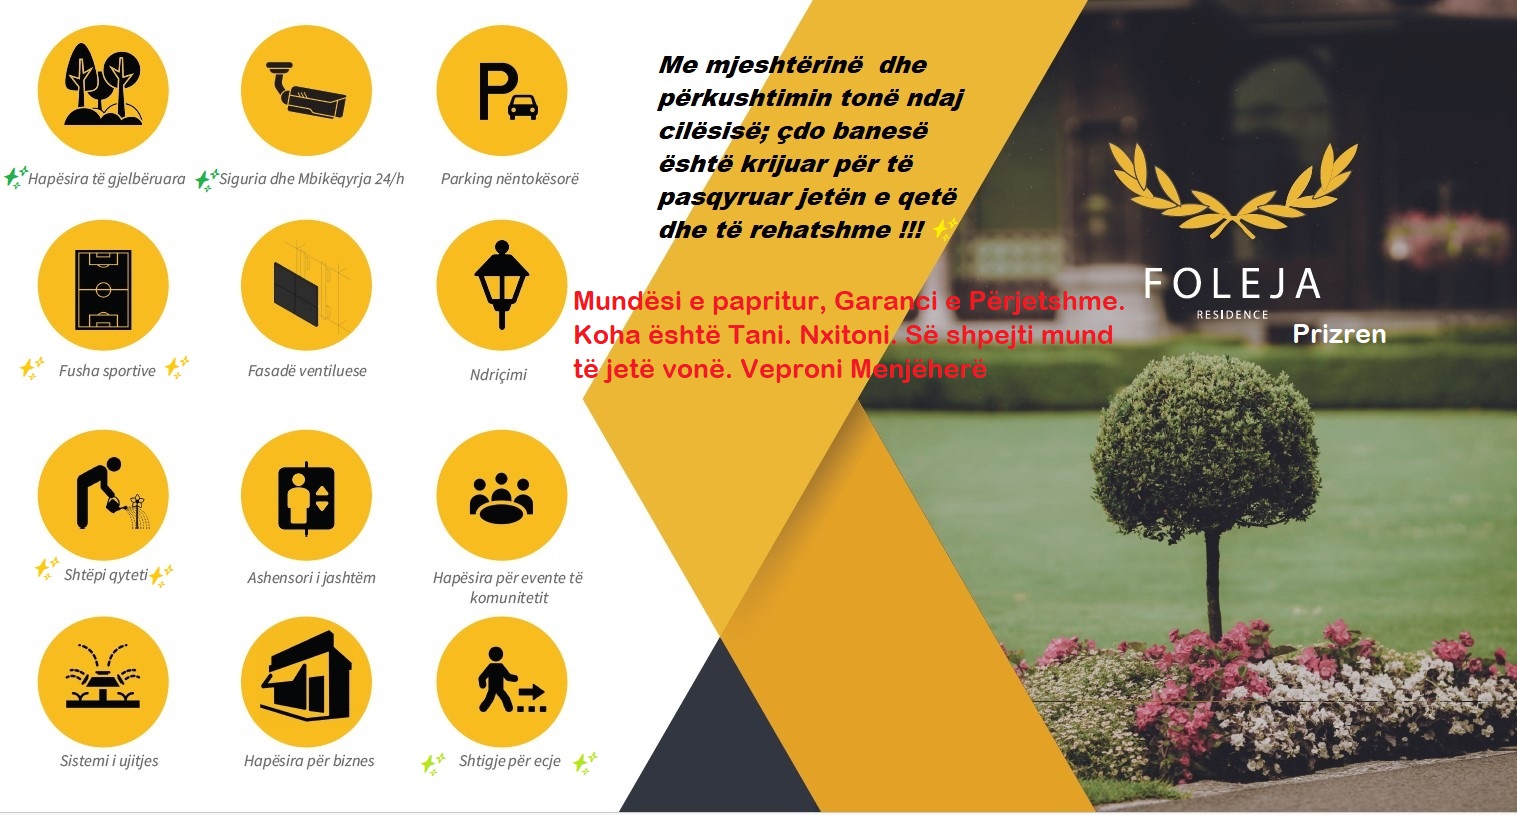 Hapësira të gjelbëruara
Siguria dhe Mbikëqyrja 24/h
P
Parking nëntokësorë
Fusha sportive
Fasadë ventiluese
Ndriçimi
Shtëpi qyteti
Ashensori i jashtëm
Hapësira për evente të
komunitetit
Sistemi i ujitjes
Hapësira për biznes
Shtigje për ecje
Me mjeshtërinë dhe
përkushtimin tonë ndaj
cilësisë; çdo banesë
është krijuar për të
pasqyruar jetën e qetë
dhe të rehatshme !!!
Mundësi e papritur, Garanci e Përjetshme.
Koha është Tani. Nxitoni. Së shpejti mund
të jetë vonë. Veproni Menjëherë
FOLEJA
RESIDENCE
Prizren